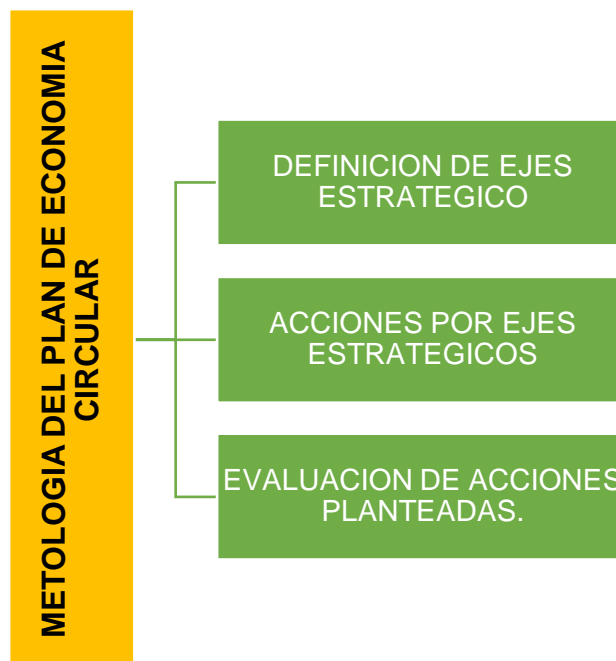 METOLOGIA DEL PLAN DE ECONOMIA
CIRCULAR
DEFINICION DE EJES
ESTRATEGICO
ACCIONES POR EJES
ESTRATEGICOS
EVALUACION DE ACCIONES
PLANTEADAS.